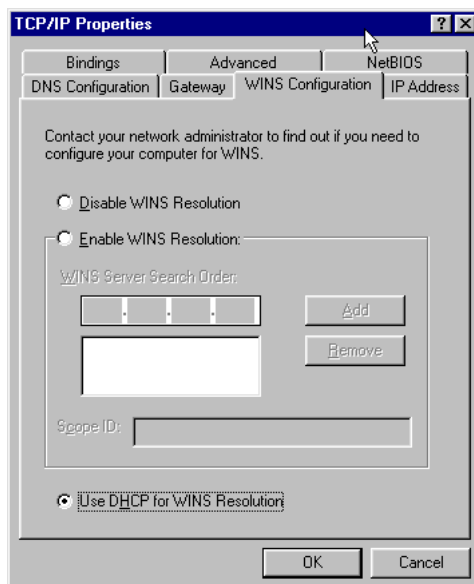 TCP/IP Properties
Bindings Advanced NetBIOS
DNS Configuration Gateway WINS Configuration IP Address
Contact your network administrator to find out if you need to
configure your computer for WINS.
Disable WINS Resolution
Enable WINS Resolution:
WINS Server Search Order:
Add
Remove
Scope ID:
Use DHCP for WINS Resolution
OK Cancel